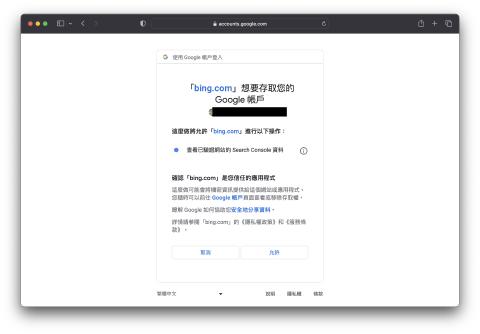 accounts.google.com
使用 Google 帳戶登入
「bing.com」想要存取您的
Google 帳戶
這麼做將允許「bing.com」進行以下操作：
查看已驗證網站的 Search Console 資料
確認「bing.com」是您信任的應用程式
這麼做可能會將機密資訊提供給這個網站或應用程式。
您隨時可以前往 Google 帳戶頁面查看或移除存取權。
瞭解 Google 如何協助您安全地分享資料。
詳情請參閱「bing.com」的《隱私權政策》和《服務條
款》。
取消 允許
繁體中文 說明 隱私權 條款